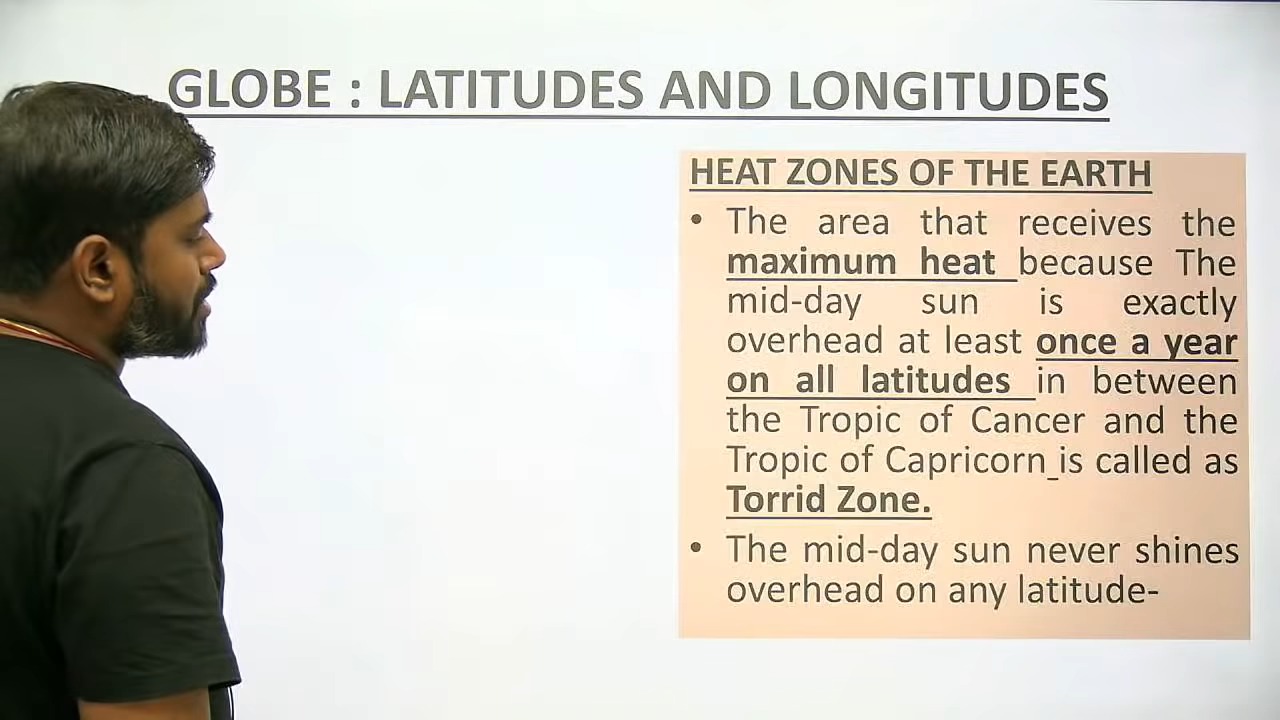 GLOBE : LATITUDES AND LONGITUDES
HEAT ZONES OF THE EARTH
• The area that receives the
maximum heat because The
mid-day sun is exactly
overhead at least once a year
on all latitudes in between
the Tropic of Cancer and the
Tropic of Capricorn is called as
Torrid Zone.
• The mid-day sun never shines
overhead on any latitude-